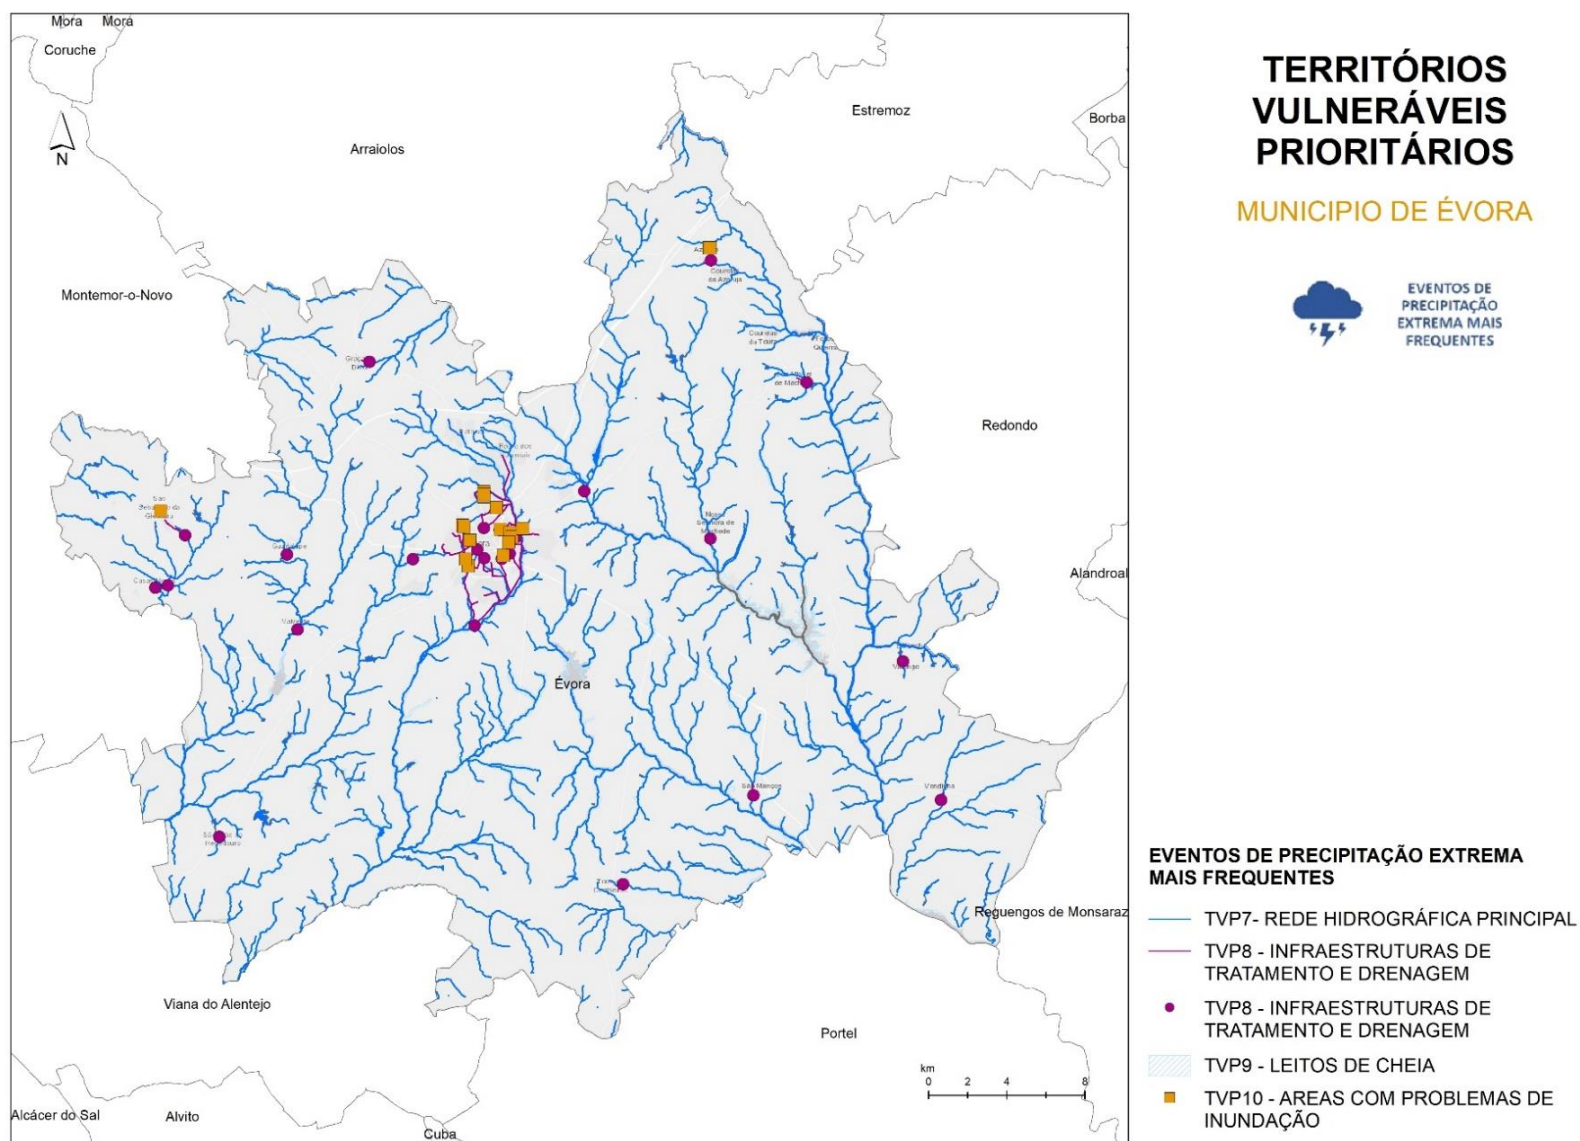 Mora Mora
Coruche
N
Arraiolos
Estremoz
Borba
Montemor-o-Novo
Redondo
Alandroal
Évora
Reguengos de Monsaraz
Viana do Alentejo
Portel
Alcácer do Sal
Alvito
Cuba
São Manços
Vendinha
km
0 2 4 8
TERRITÓRIOS
VULNERÁVEIS
PRIORITÁRIOS
MUNICIPIO DE ÉVORA
EVENTOS DE
PRECIPITAÇÃO
EXTREMA MAIS
FREQUENTES
EVENTOS DE PRECIPITAÇÃO EXTREMA
MAIS FREQUENTES
TVP7- REDE HIDROGRÁFICA PRINCIPAL
TVP8 - INFRAESTRUTURAS DE
TRATAMENTO E DRENAGEM
TVP8 - INFRAESTRUTURAS DE
TRATAMENTO E DRENAGEM
TVP9 - LEITOS DE CHEIA
TVP10 - AREAS COM PROBLEMAS DE
INUNDAÇÃO